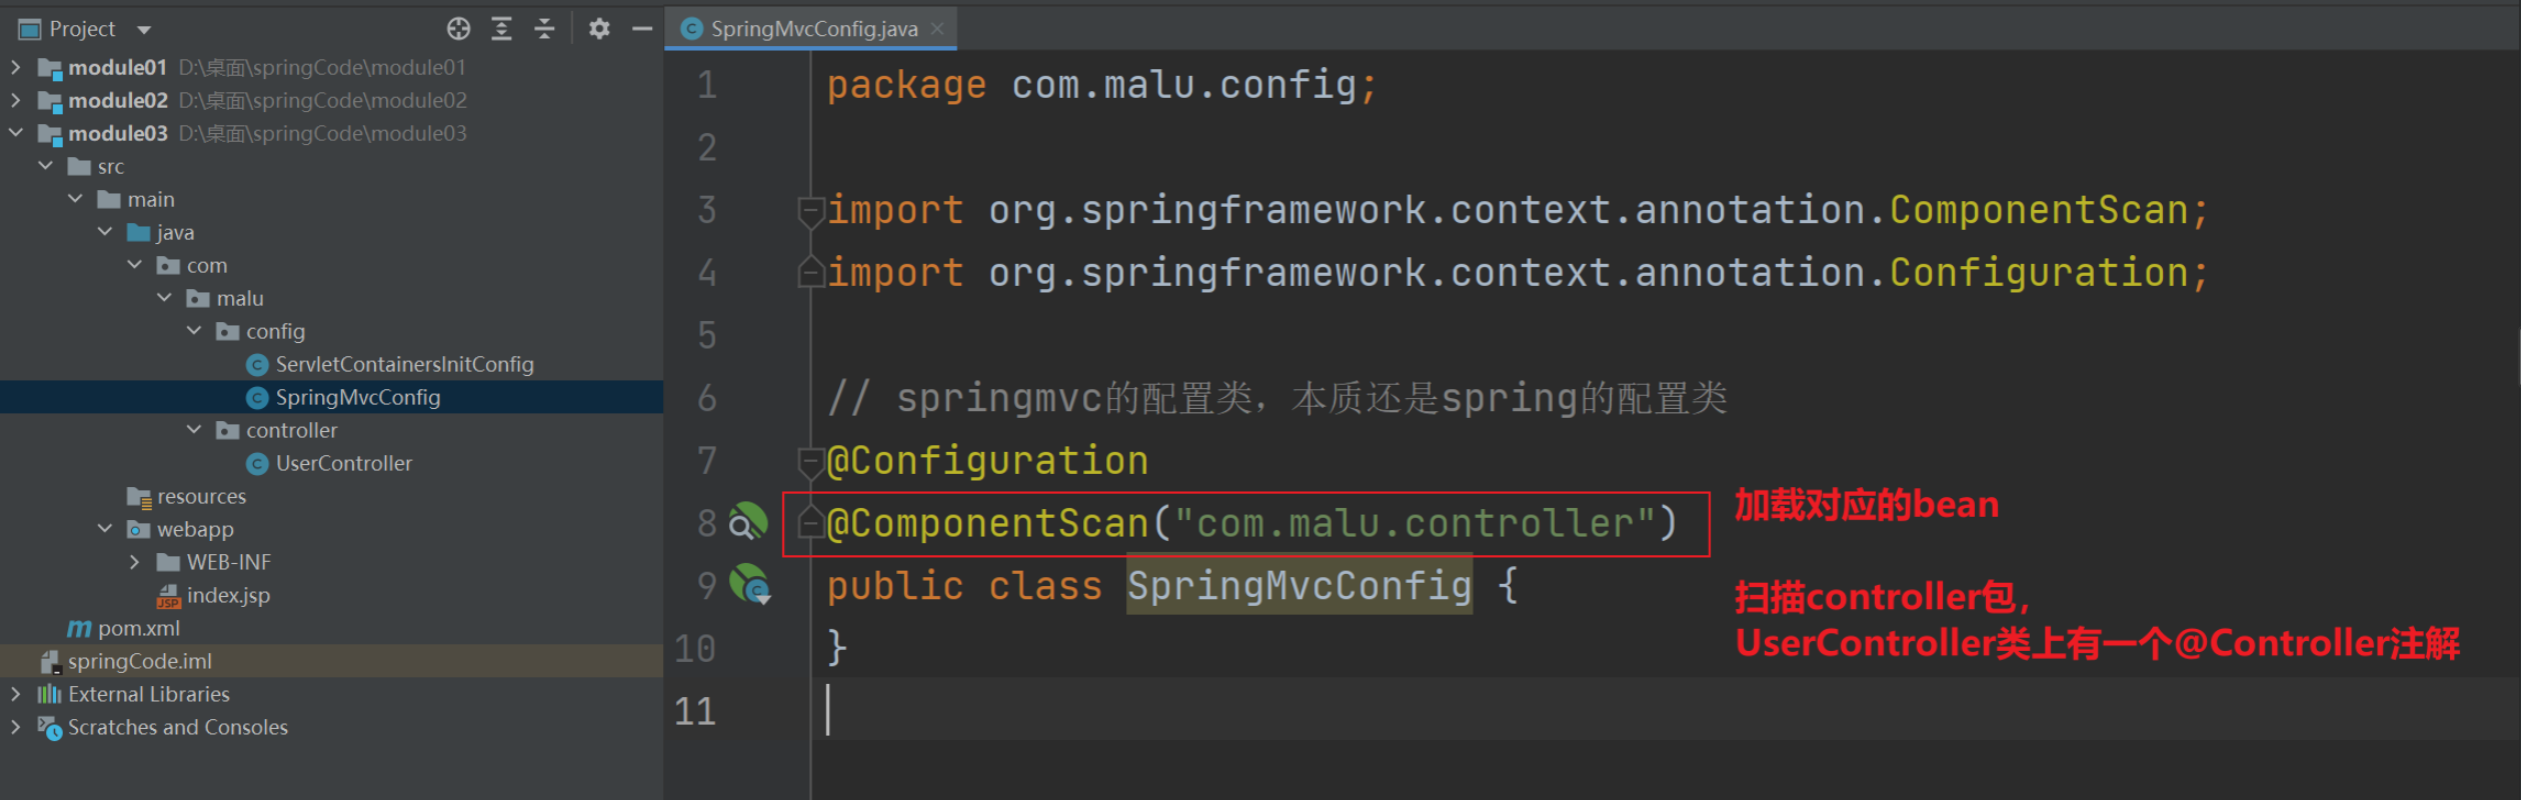 Project
module01 D:\桌面\springCode\module01
module02 D:\桌面\springCode\module02
module03 D:\桌面\springCode\module03
src
main
java
com
malu
config
ServletContainersInitConfig
SpringMvcConfig
controller
UserController
resources
webapp
WEB-INF
index.jsp
pom.xml
springCode.iml
External Libraries
Scratches and Consoles
SpringMvcConfig.java
1 package com.malu.config;
2
3 import org.springframework.context.annotation.ComponentScan;
4 import org.springframework.context.annotation.Configuration;
5
6 // springmvc的配置类，本质还是spring的配置类
7 @Configuration
8 @ComponentScan("com.malu.controller")
9 public class SpringMvcConfig {
10 }
11
加载对应的bean
扫描controller包，
UserController类上有一个@Controller注解